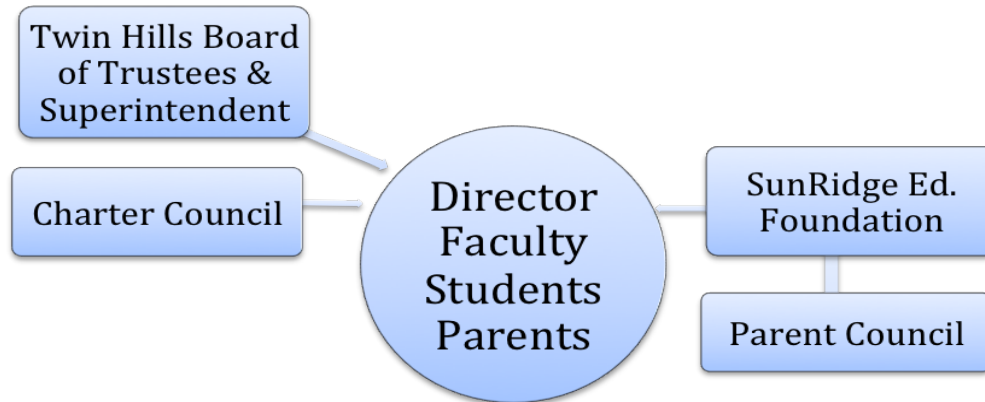 Twin Hills Board
of Trustees &
Superintendent
Charter Council
Director
Faculty
Students
Parents
SunRidge Ed.
Foundation
Parent Council